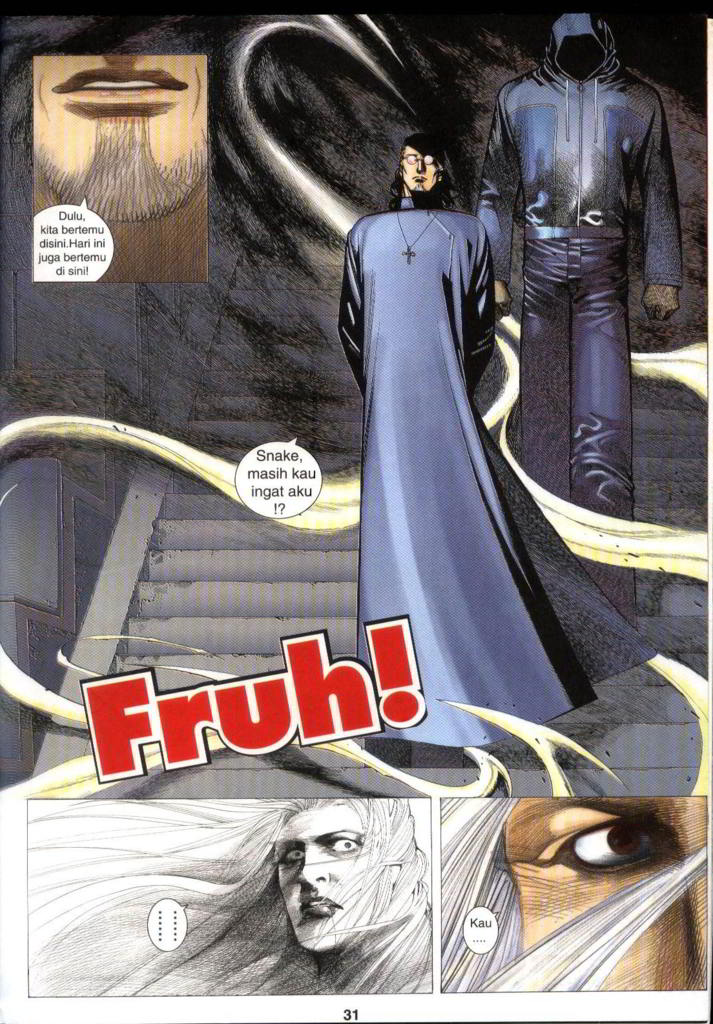 Dulu,
kita bertemu
disini.Hari ini
juga bertemu
di sini!
Snake,
masih kau
ingat aku
!?
Fruh!
......
Kau
....
31